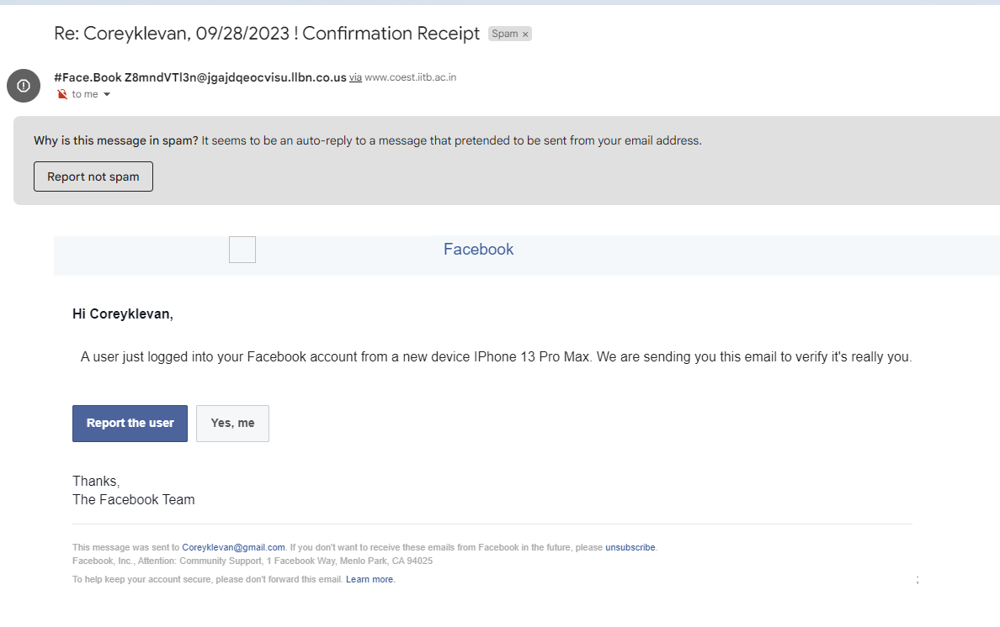 Re: Coreyklevan, 09/28/2023 ! Confirmation Receipt Spam ×
#Face.Book Z8mndVTl3n@jgajdqeocvisu.llbn.co.us via www.coest.iitb.ac.in
to me
Why is this message in spam? It seems to be an auto-reply to a message that pretended to be sent from your email address.
Report not spam
Facebook
Hi Coreyklevan,
A user just logged into your Facebook account from a new device IPhone 13 Pro Max. We are sending you this email to verify it's really you.
Report the user Yes, me
Thanks,
The Facebook Team
This message was sent to Coreyklevan@gmail.com. If you don't want to receive these emails from Facebook in the future, please unsubscribe.
Facebook, Inc., Attention: Community Support, 1 Facebook Way, Menlo Park, CA 94025
To help keep your account secure, please don't forward this email. Learn more. ;